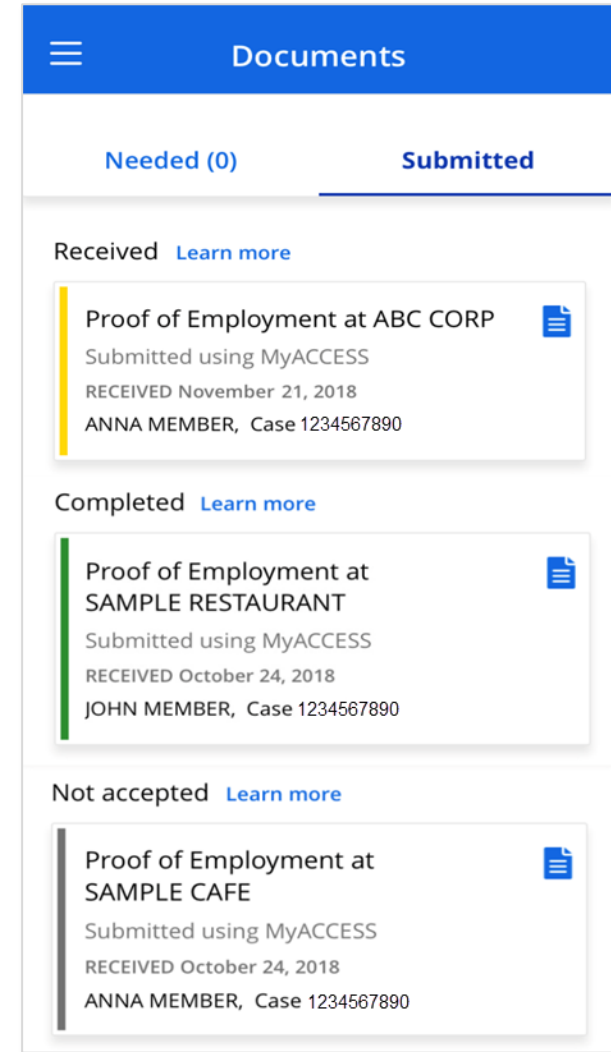 Documents
Needed (0) Submitted
Received Learn more
Proof of Employment at ABC CORP
Submitted using MyACCESS
RECEIVED November 21, 2018
ANNA MEMBER, Case 1234567890
Completed Learn more
Proof of Employment at
SAMPLE RESTAURANT
Submitted using MyACCESS
RECEIVED October 24, 2018
JOHN MEMBER, Case 1234567890
Not accepted Learn more
Proof of Employment at
SAMPLE CAFE
Submitted using MyACCESS
RECEIVED October 24, 2018
ANNA MEMBER, Case 1234567890